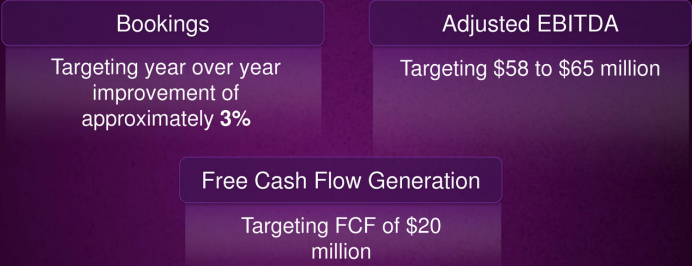 Bookings
Targeting year over year
improvement of
approximately 3%
Adjusted EBITDA
Targeting $58 to $65 million
Free Cash Flow Generation
Targeting FCF of $20
million